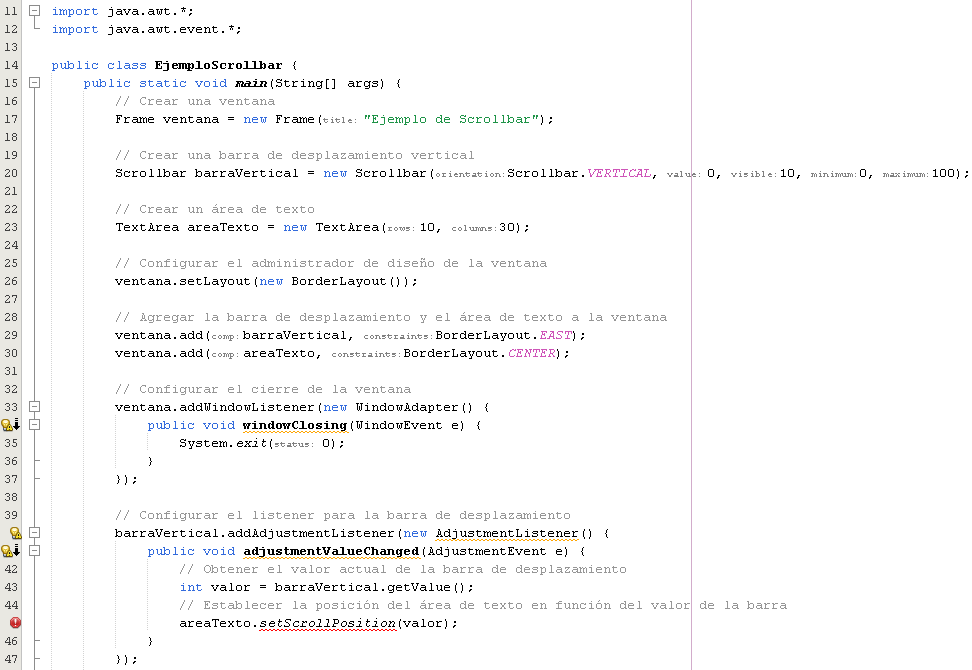 11 import java.awt.*;
12 import java.awt.event.*;
13
14 public class EjemploScrollbar {
15 public static void main(String[] args) {
16 // Crear una ventana
17 Frame ventana = new Frame(title: "Ejemplo de Scrollbar");
18
19 // Crear una barra de desplazamiento vertical
20 Scrollbar barraVertical = new Scrollbar(orientation: Scrollbar.VERTICAL, value: 0, visible: 10, minimum: 0, maximum: 100);
21
22 // Crear un área de texto
23 TextArea areaTexto = new TextArea(rows: 10, columns: 30);
24
25 // Configurar el administrador de diseño de la ventana
26 ventana.setLayout(new BorderLayout());
27
28 // Agregar la barra de desplazamiento y el área de texto a la ventana
29 ventana.add(comp: barraVertical, constraints: BorderLayout.EAST);
30 ventana.add(comp: areaTexto, constraints: BorderLayout.CENTER);
31
32 // Configurar el cierre de la ventana
33 ventana.addWindowListener(new WindowAdapter() {
public void windowClosing(WindowEvent e) {
35 System.exit(status: 0);
36 }
37 });
38
39 // Configurar el listener para la barra de desplazamiento
barraVertical.addAdjustmentListener(new AdjustmentListener() {
public void adjustmentValueChanged(AdjustmentEvent e) {
42 // Obtener el valor actual de la barra de desplazamiento
43 int valor = barraVertical.getValue();
44 // Establecer la posición del área de texto en función del valor de la barra
areaTexto.setScrollPosition(valor);
46 }
47 });